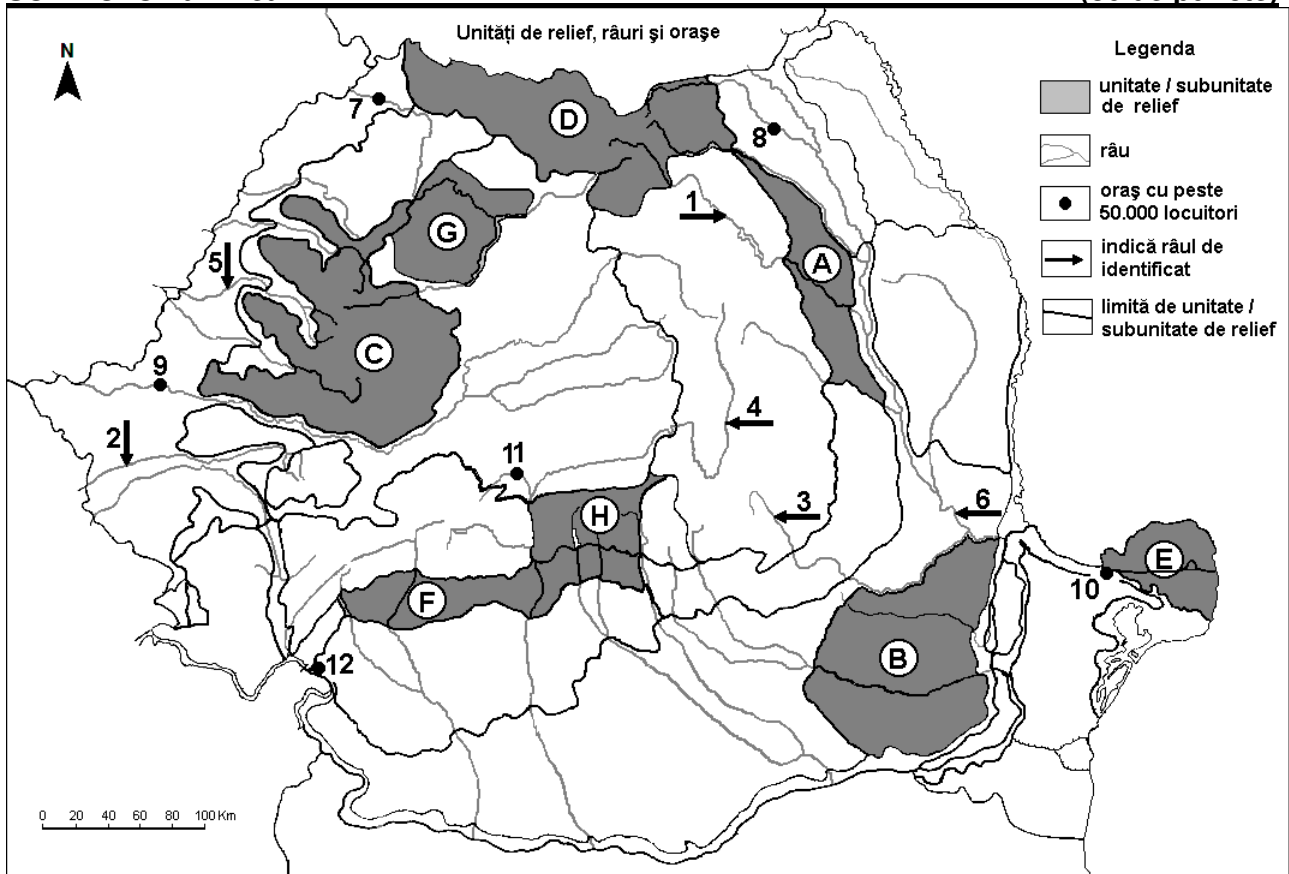 Unități de relief, râuri și orașe
N
Legenda
unitate / subunitate
de relief
râu
oraş cu peste
50.000 locuitori
indică râul de
identificat
limită de unitate /
subunitate de relief
7
D
8
1
G
A
5
C
9
4
2
11
3
6
H
E
10
F
B
12
0 20 40 60 80 100 Km